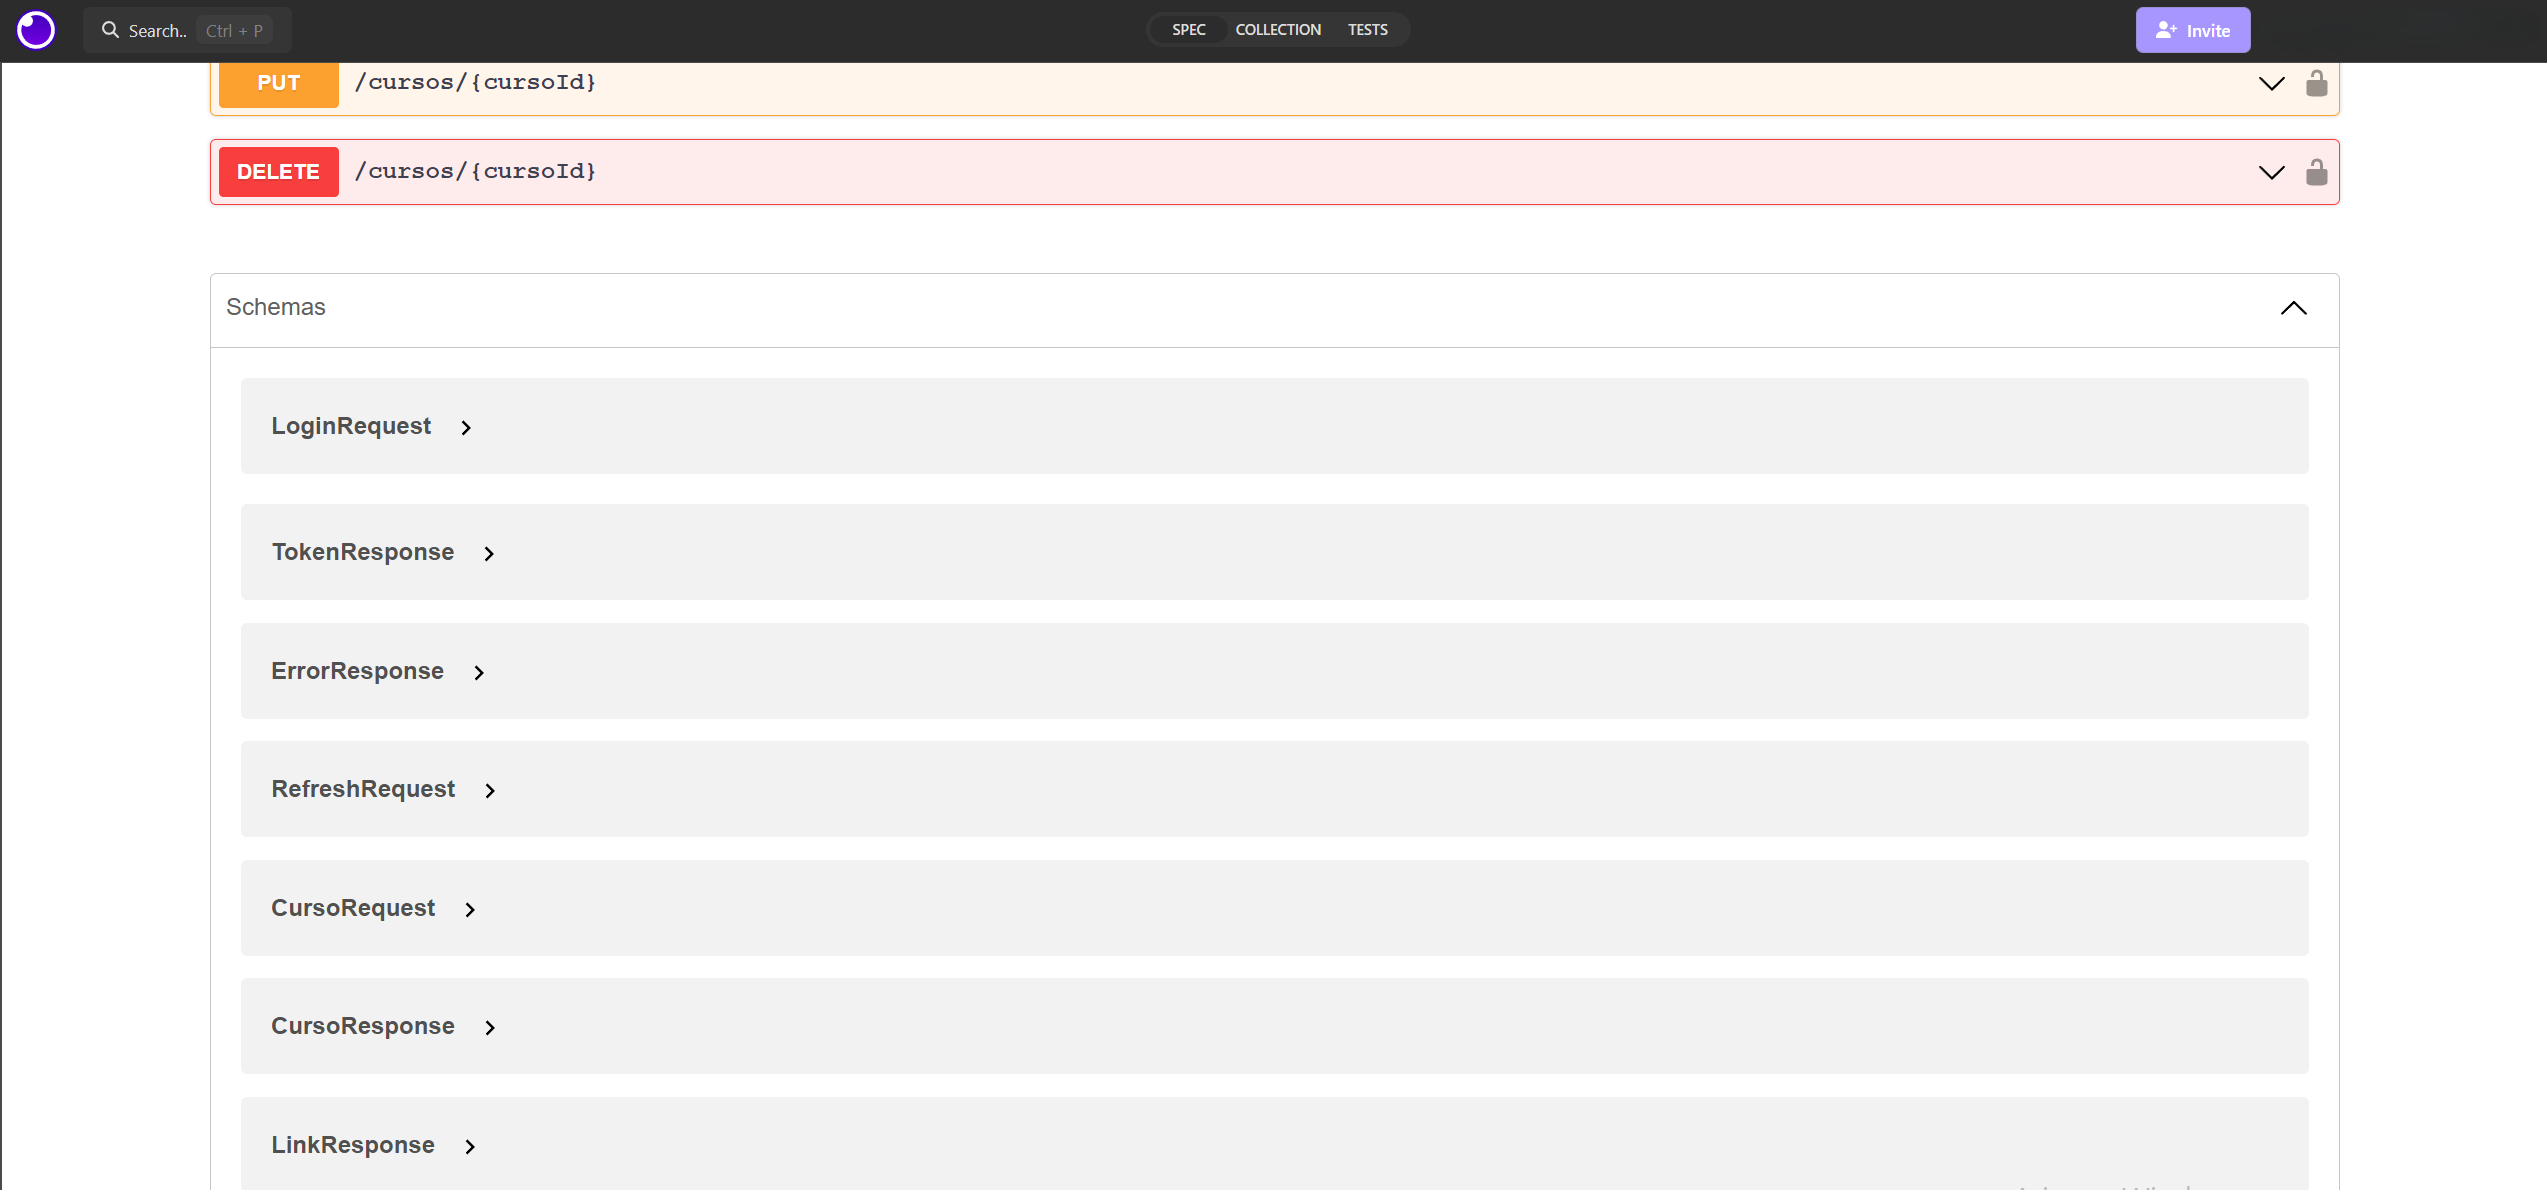 Search.. Ctrl + P SPEC COLLECTION TESTS Invite
PUT /cursos/{cursoId}
DELETE /cursos/{cursoId}
Schemas
LoginRequest
TokenResponse
ErrorResponse
RefreshRequest
CursoRequest
CursoResponse
LinkResponse